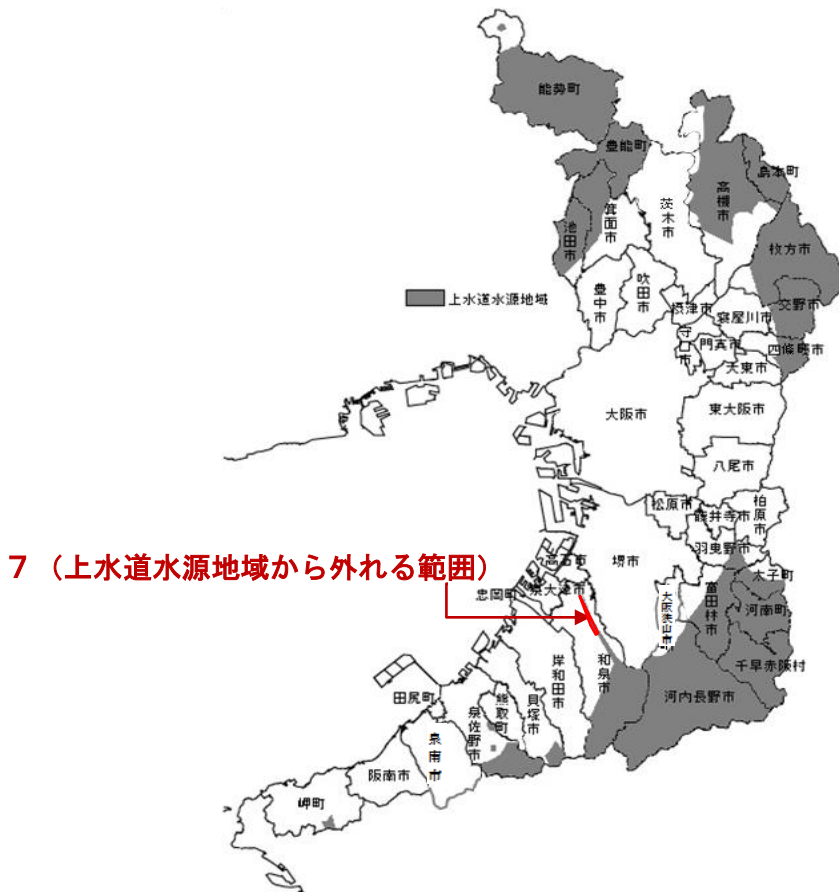 能勢町
豊能町
島本町
高槻市
茨木市
箕面市
池田市
枚方市
上水道水源地域
豊中市
吹田市
摂津市
寝屋川市
交野市
守口市
門真市
四條畷市
大東市
大阪市
東大阪市
八尾市
松原市
柏原市
藤井寺市
羽曳野市
7（上水道水源地域から外れる範囲）
高石市
堺市
太子町
泉大津市
忠岡町
大阪狭山市
富田林市
河南町
千早赤阪村
和泉市
岸和田市
河内長野市
貝塚市
熊取町
田尻町
泉佐野市
泉南市
阪南市
岬町